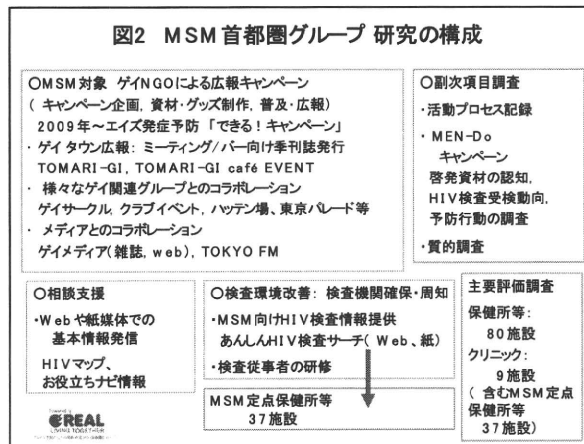 図2 MSM首都圏グループ 研究の構成
○MSM対象 ゲイNGOによる広報キャンペーン
( キャンペーン企画, 資材・グッズ制作, 普及・広報)
2009年～エイズ発症予防 「できる！キャンペーン」
・ゲイタウン広報: ミーティング/バー向け季刊誌発行
TOMARI-GI, TOMARI-GI café EVENT
・ 様々なゲイ関連グループとのコラボレーション
ゲイサークル, クラブイベント, ハッテン場, 東京パレード等
・ メディアとのコラボレーション
ゲイメディア(雑誌, web), TOKYO FM
○副次項目調査
・活動プロセス記録
・ MEN-Do
キャンペーン
啓発資材の認知,
HIV検査受検動向,
予防行動の調査
・質的調査
○相談支援
・Webや紙媒体での
基本情報発信
HIVマップ、
お役立ちナビ情報
REAL
LIVING TOGETHER
○検査環境改善: 検査機関確保・周知
・MSM向けHIV検査情報提供
あんしんHIV検査サーチ( Web、紙)
・検査従事者の研修
MSM定点保健所等
37施設
主要評価調査
保健所等:
80施設
クリニック:
9施設
( 含むMSM定点
保健所等
37施設)